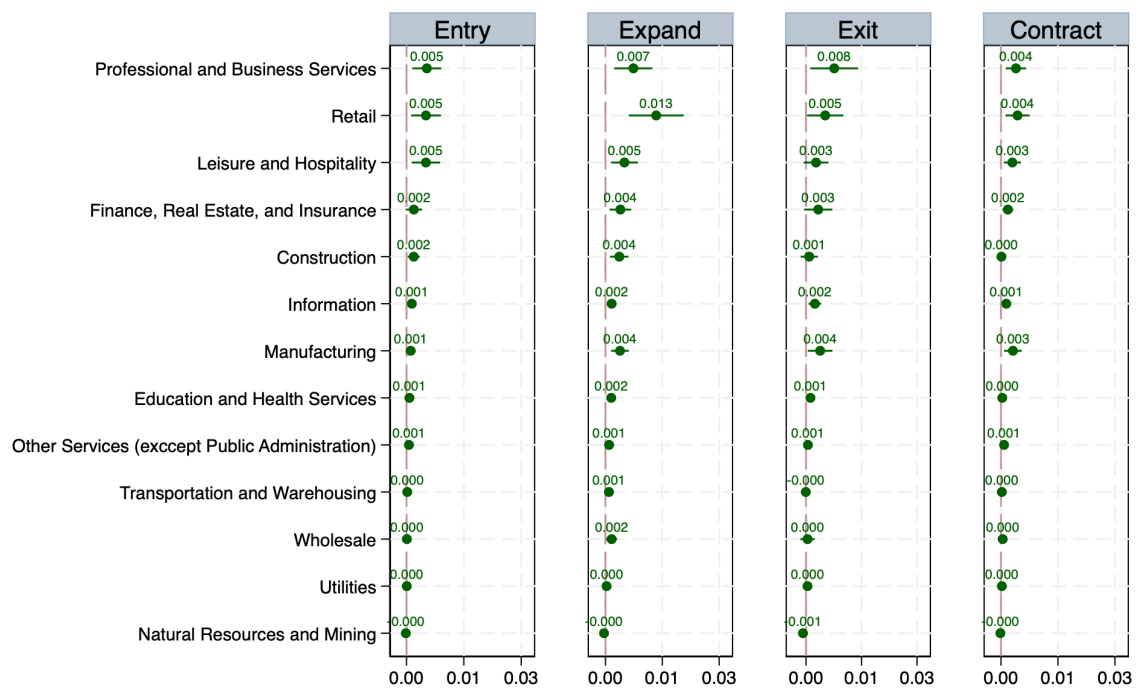 Entry Expand Exit Contract
Professional and Business Services 0.005 0.007 0.008 0.004
Retail 0.005 0.013 0.005 0.004
Leisure and Hospitality 0.005 0.005 0.003 0.003
Finance, Real Estate, and Insurance 0.002 0.004 0.003 0.002
Construction 0.002 0.004 0.001 0.000
Information 0.001 0.002 0.002 0.001
Manufacturing 0.001 0.004 0.004 0.003
Education and Health Services 0.001 0.002 0.001 0.000
Other Services (exccept Public Administration) 0.001 0.001 0.001 0.001
Transportation and Warehousing 0.000 0.001 -0.000 0.000
Wholesale 0.000 0.002 0.000 0.000
Utilities 0.000 0.000 0.000 0.000
Natural Resources and Mining -0.000 -0.000 -0.001 -0.000
0.00 0.01 0.03 0.00 0.01 0.03 0.00 0.01 0.03 0.00 0.01 0.03